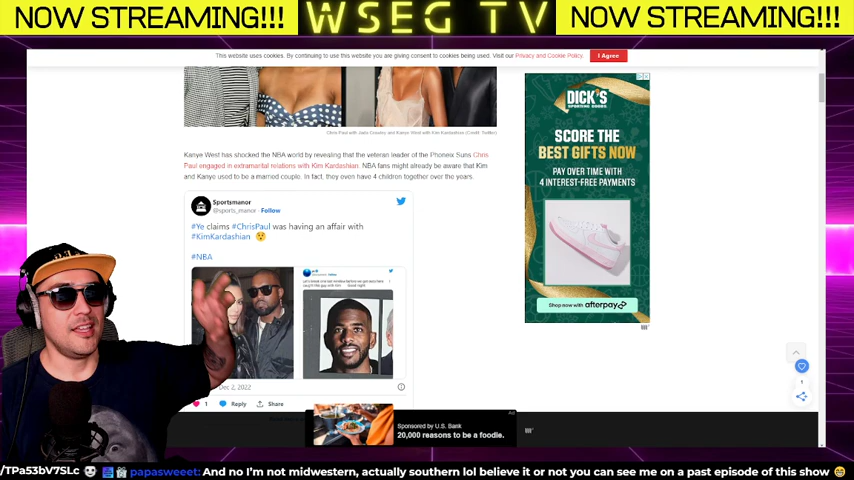 NOW STREAMING!!!
WSEG TV
NOW STREAMING!!!
This website uses cookies. By continuing to use this website you are giving consent to cookies being used. Visit our Privacy and Cookie Policy.
I Agree
Chris Paul with Jada Crawley and Kanye West with Kim Kardashian (Credit: Twitter)
Kanye West has shocked the NBA world by revealing that the veteran leader of the Phoneix Suns Chris
Paul engaged in extramarital relations with Kim Kardashian. NBA fans might already be aware that Kim
and Kanye used to be a married couple. In fact, they even have 4 children together over the years.
Sportsmanor
@sports_manor · Follow
#Ye claims #ChrisPaul was having an affair with
#KimKardashian 😲
#NBA
Dec 2, 2022
1 Reply Share
DICK'S
SPORTING GOODS
SCORE THE
BEST GIFTS NOW
PAY OVER TIME WITH
4 INTEREST-FREE PAYMENTS
Shop now with afterpay
1
Ad
Sponsored by U.S. Bank
20,000 reasons to be a foodie.
/TPa53bV7SLc papasweeet: And no I'm not midwestern, actually southern lol believe it or not you can see me on a past episode of this show 😄